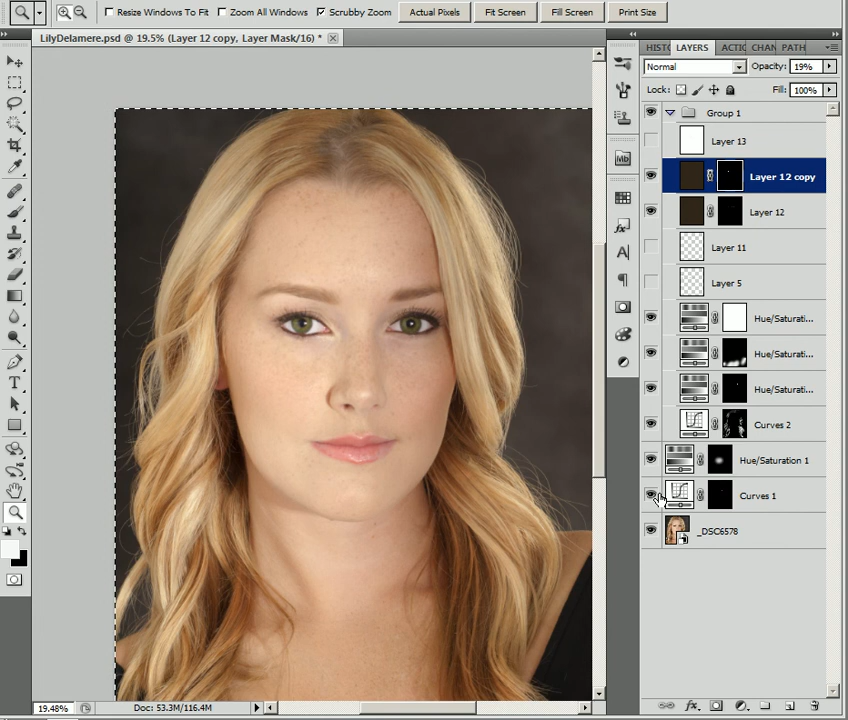 Resize Windows To Fit Zoom All Windows Scrubby Zoom Actual Pixels Fit Screen Fill Screen Print Size
LilyDelamere.psd @ 19.5% (Layer 12 copy, Layer Mask/16) *
HISTO LAYERS ACTIO CHAN PATH
Normal Opacity: 19%
Lock: Fill: 100%
Group 1
Layer 13
Layer 12 copy
Layer 12
Layer 11
Layer 5
Hue/Saturati...
Hue/Saturati...
Hue/Saturati...
Curves 2
Hue/Saturation 1
Curves 1
_DSC6578
Mb
fx
A
T
19.48% Doc: 53.3M/116.4M
fx